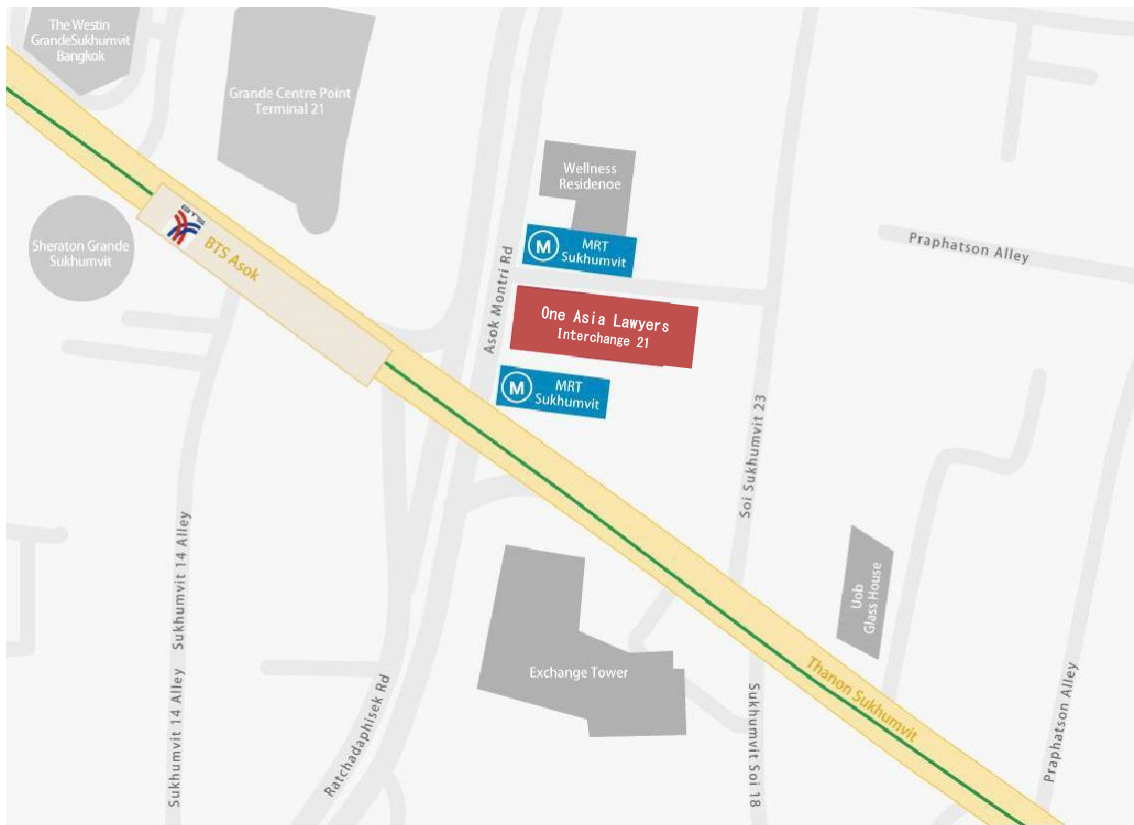 The Westin
GrandeSukhumvit
Bangkok
Grande Centre Point
Terminal 21
Wellness
Residenoe
M
MRT
Sukhumvit
Sheraton Grande
Sukhumvit
BTS
BTS Asok
Asok Montri Rd
Praphatson Alley
One Asia Lawyers
Interchange 21
M
MRT
Sukhumvit
Soi Sukhumvit 23
Sukhumvit 14 Alley
Uob
Glass House
Exchange Tower
Thanon Sukhumvit
Sukhumvit 14 Alley
Ratchadaphisek Rd
Sukhumvit Soi 18
Praphatson Alley